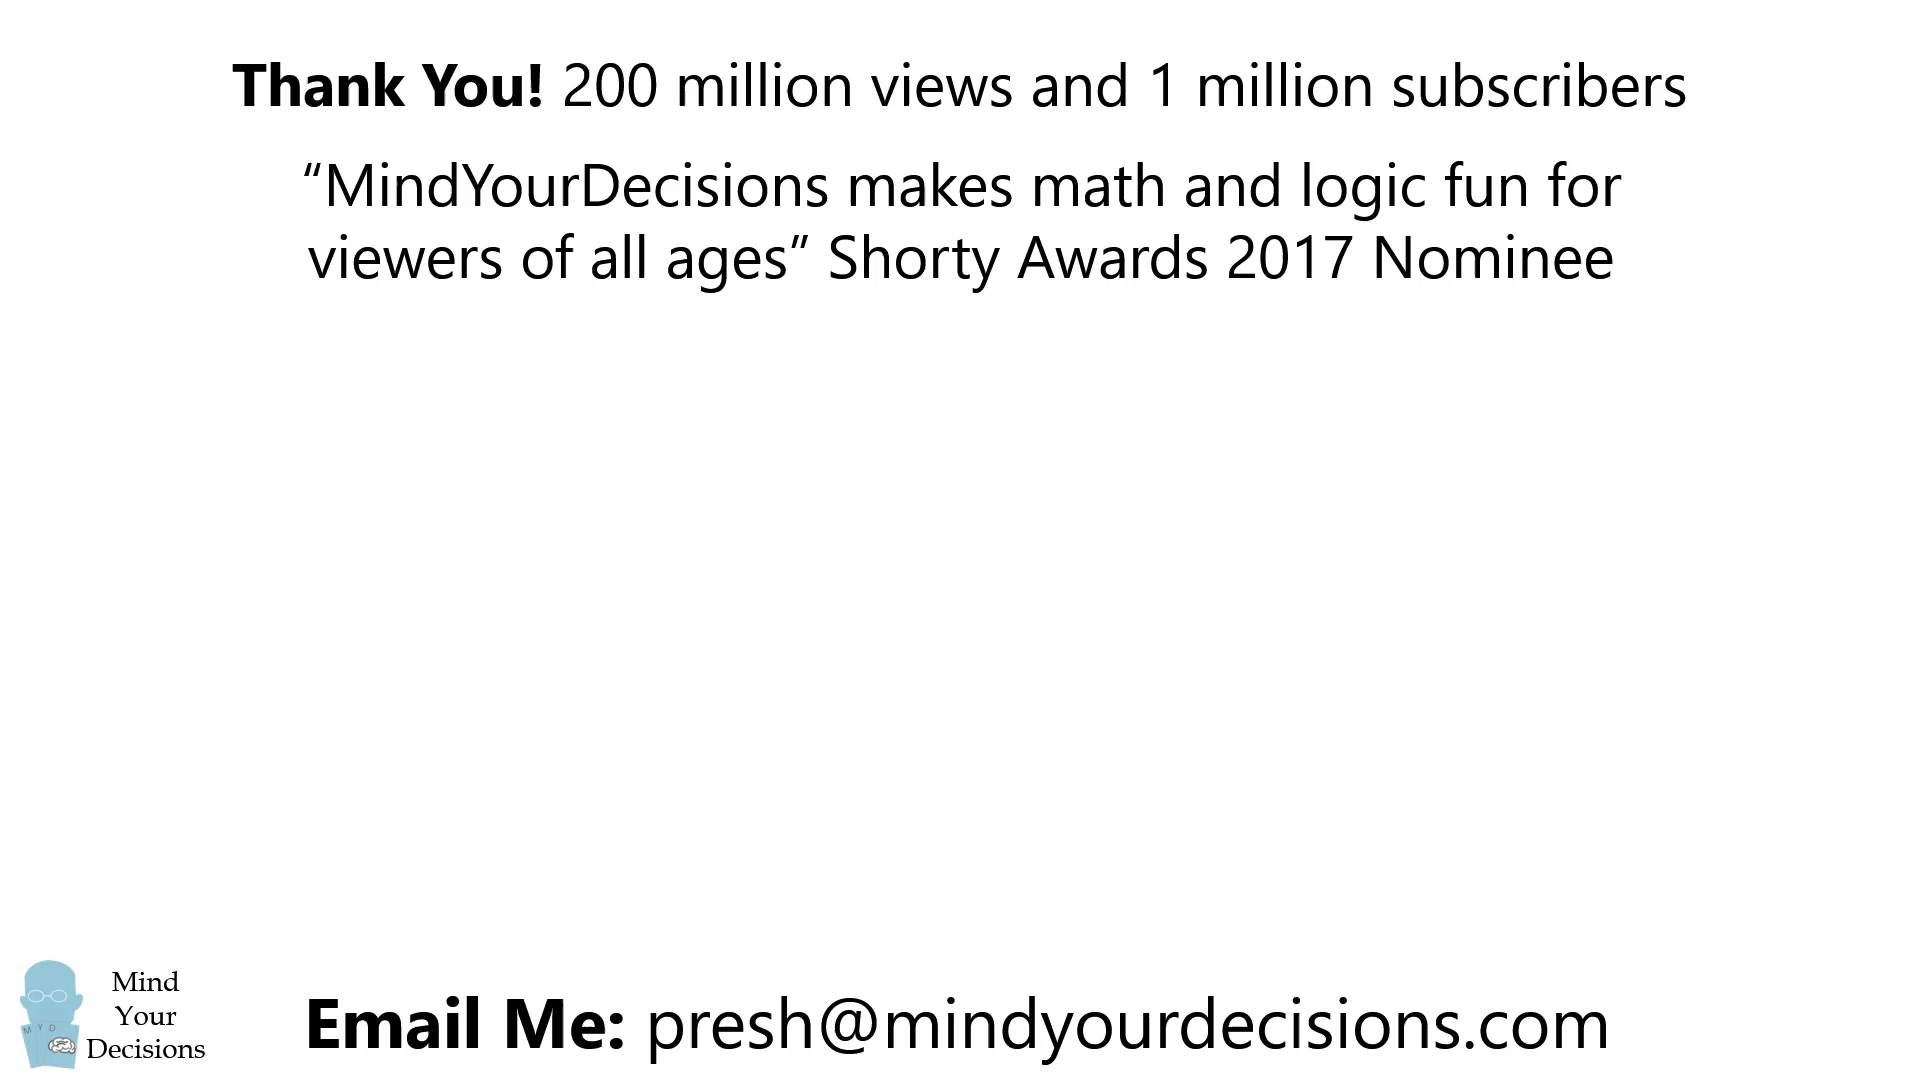 Thank You! 200 million views and 1 million subscribers
“MindYourDecisions makes math and logic fun for
viewers of all ages” Shorty Awards 2017 Nominee
M Y D
Mind
Your
Decisions
Email Me: presh@mindyourdecisions.com